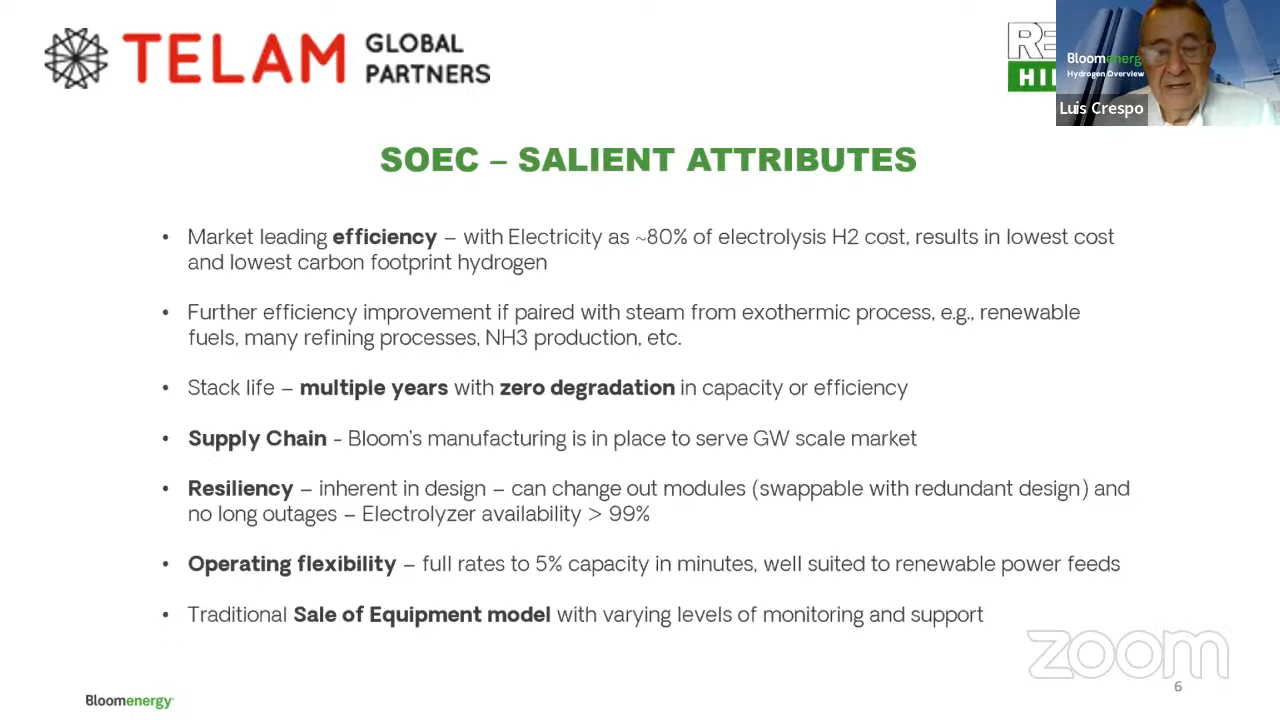 TELAM GLOBAL
PARTNERS
Bloomenerg
Hydrogen Overview
Luis Crespo
SOEC – SALIENT ATTRIBUTES
• Market leading efficiency – with Electricity as ~80% of electrolysis H2 cost, results in lowest cost
and lowest carbon footprint hydrogen
• Further efficiency improvement if paired with steam from exothermic process, e.g., renewable
fuels, many refining processes, NH3 production, etc.
• Stack life – multiple years with zero degradation in capacity or efficiency
• Supply Chain - Bloom's manufacturing is in place to serve GW scale market
• Resiliency – inherent in design – can change out modules (swappable with redundant design) and
no long outages – Electrolyzer availability > 99%
• Operating flexibility – full rates to 5% capacity in minutes, well suited to renewable power feeds
• Traditional Sale of Equipment model with varying levels of monitoring and support
zoom
6
Bloomenergy